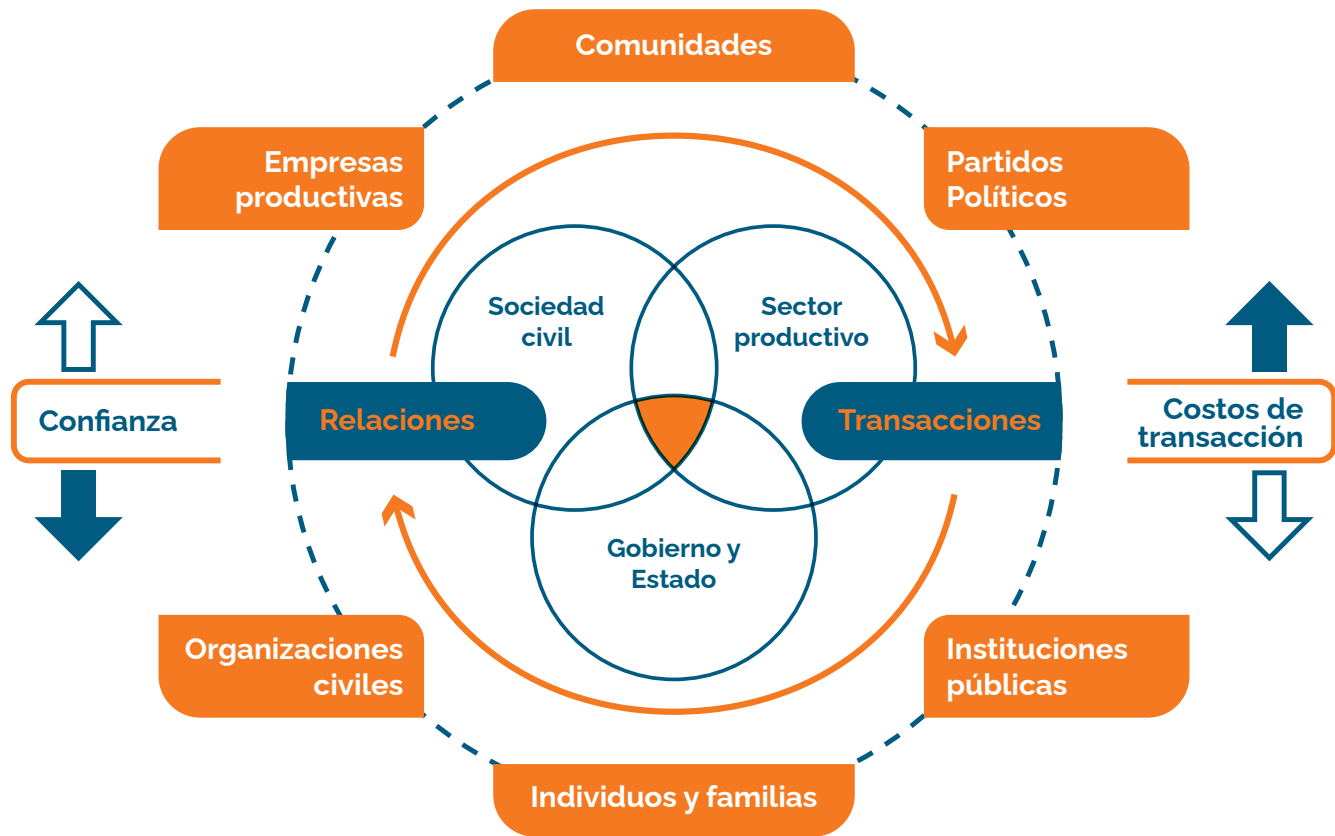 Comunidades
Empresas
productivas
Partidos
Políticos
Sociedad
civil
Sector
productivo
Confianza
Relaciones
Transacciones
Costos de
transacción
Gobierno y
Estado
Organizaciones
civiles
Instituciones
públicas
Individuos y familias